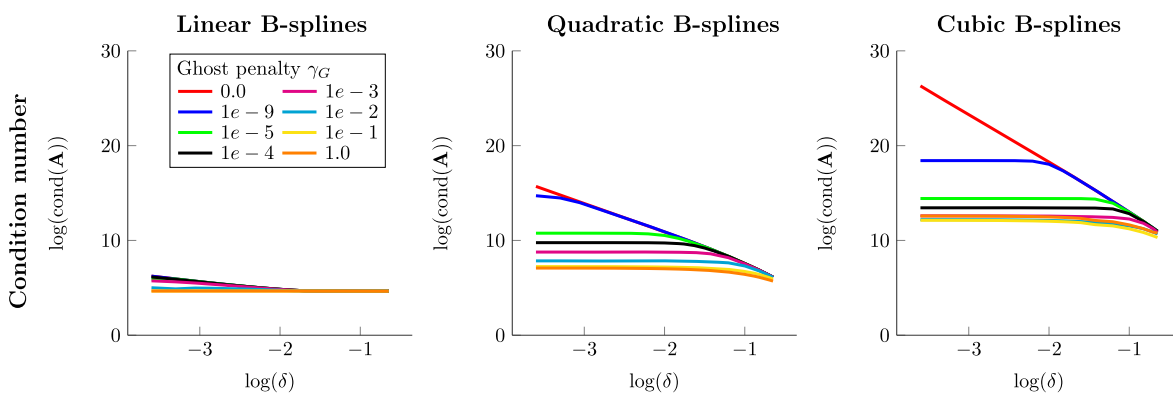 Linear B-splines
Quadratic B-splines
Cubic B-splines
Condition number
log(cond(A))
30
20
10
0
−3
−2
−1
log(δ)
Ghost penalty γG
0.0
1e − 9
1e − 5
1e − 4
1e − 3
1e − 2
1e − 1
1.0
log(cond(A))
30
20
10
0
−3
−2
−1
log(δ)
log(cond(A))
30
20
10
0
−3
−2
−1
log(δ)